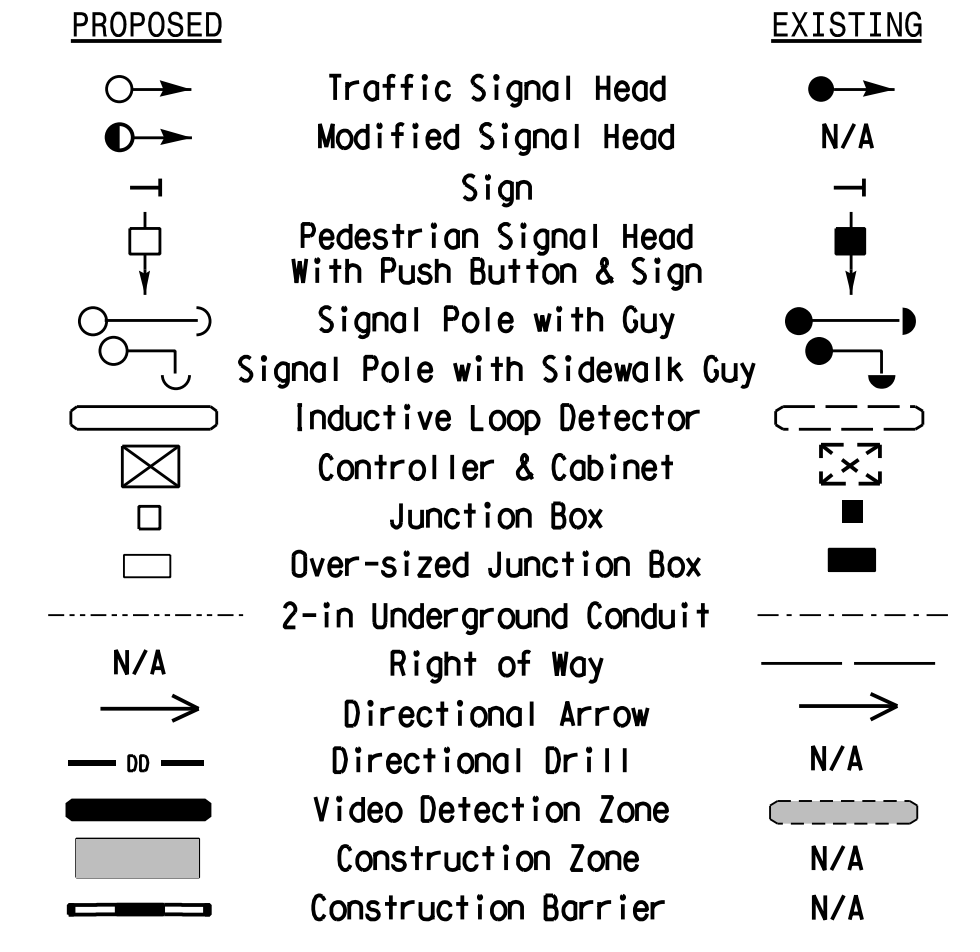 PROPOSED EXISTING
Traffic Signal Head
Modified Signal Head N/A
Sign
Pedestrian Signal Head
With Push Button & Sign
Signal Pole with Guy
Signal Pole with Sidewalk Guy
Inductive Loop Detector
Controller & Cabinet
Junction Box
Over-sized Junction Box
2-in Underground Conduit
N/A Right of Way
Directional Arrow
DD Directional Drill N/A
Video Detection Zone
Construction Zone N/A
Construction Barrier N/A